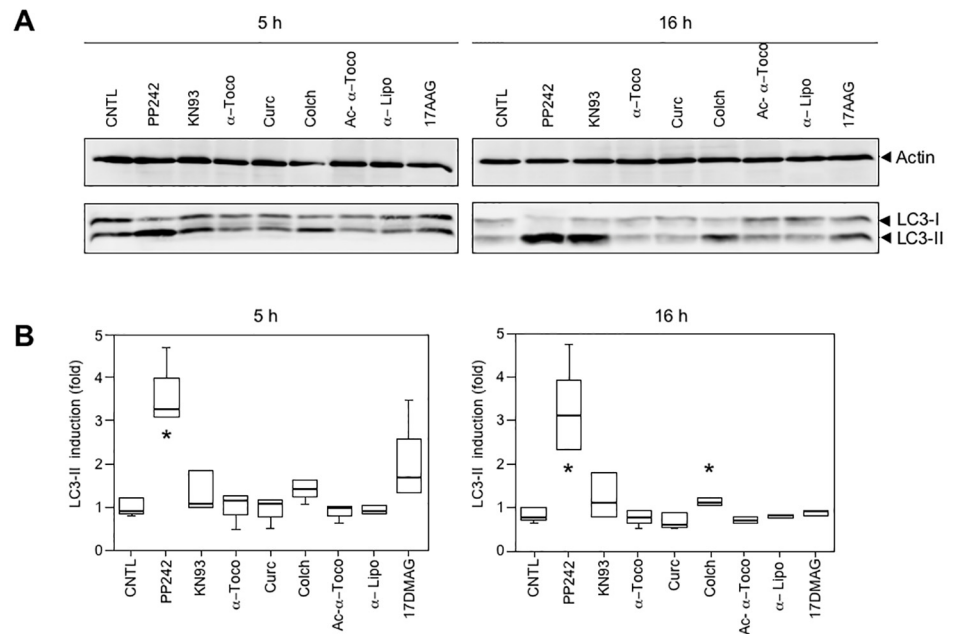 A
5 h
16 h
CNTL
PP242
KN93
α–Toco
Curc
Colch
Ac- α–Toco
α– Lipo
17AAG
CNTL
PP242
KN93
α–Toco
Curc
Colch
Ac- α–Toco
α– Lipo
17AAG
Actin
LC3-I
LC3-II
B
5 h
LC3-II induction (fold)
5
4
3
2
1
0
*
CNTL
PP242
KN93
α–Toco
Curc
Colch
Ac-α–Toco
α– Lipo
17DMAG
16 h
LC3-II induction (fold)
5
4
3
2
1
0
*
*
CNTL
PP242
KN93
α–Toco
Curc
Colch
Ac- α–Toco
α– Lipo
17DMAG